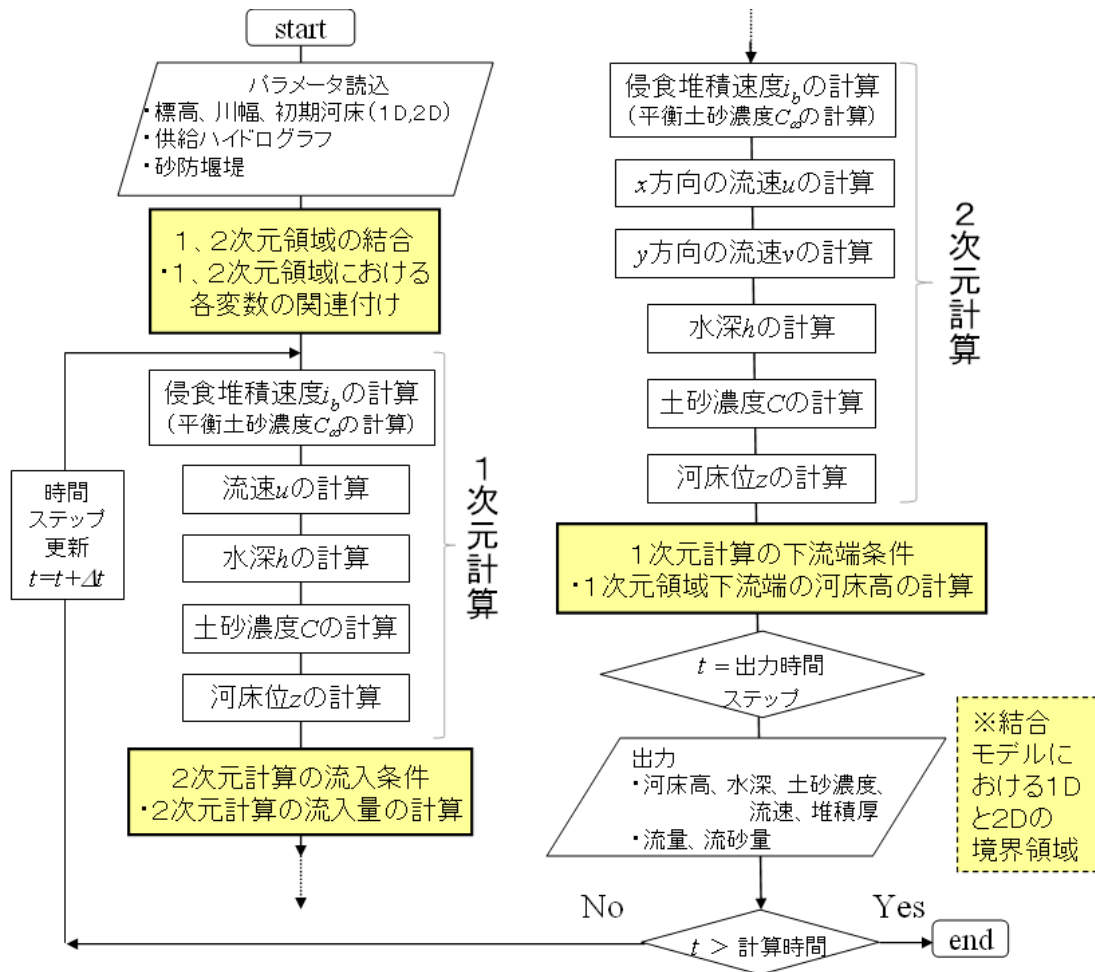 start
パラメータ読込
・標高、川幅、初期河床(1D,2D)
・供給ハイドログラフ
・砂防堰堤
1、2次元領域の結合
・1、2次元領域における
各変数の関連付け
侵食堆積速度ibの計算
(平衡土砂濃度C∞の計算)
流速uの計算
水深hの計算
土砂濃度Cの計算
河床位zの計算
1次元計算
時間
ステップ
更新
t=t+Δt
2次元計算の流入条件
・2次元計算の流入量の計算
侵食堆積速度ibの計算
(平衡土砂濃度C∞の計算)
x方向の流速uの計算
y方向の流速vの計算
水深hの計算
土砂濃度Cの計算
河床位zの計算
2次元計算
1次元計算の下流端条件
・1次元領域下流端の河床高の計算
t = 出力時間
ステップ
出力
・河床高、水深、土砂濃度、
流速、堆積厚
・流量、流砂量
※結合
モデルに
おける1D
と2Dの
境界領域
No
Yes
t > 計算時間
end